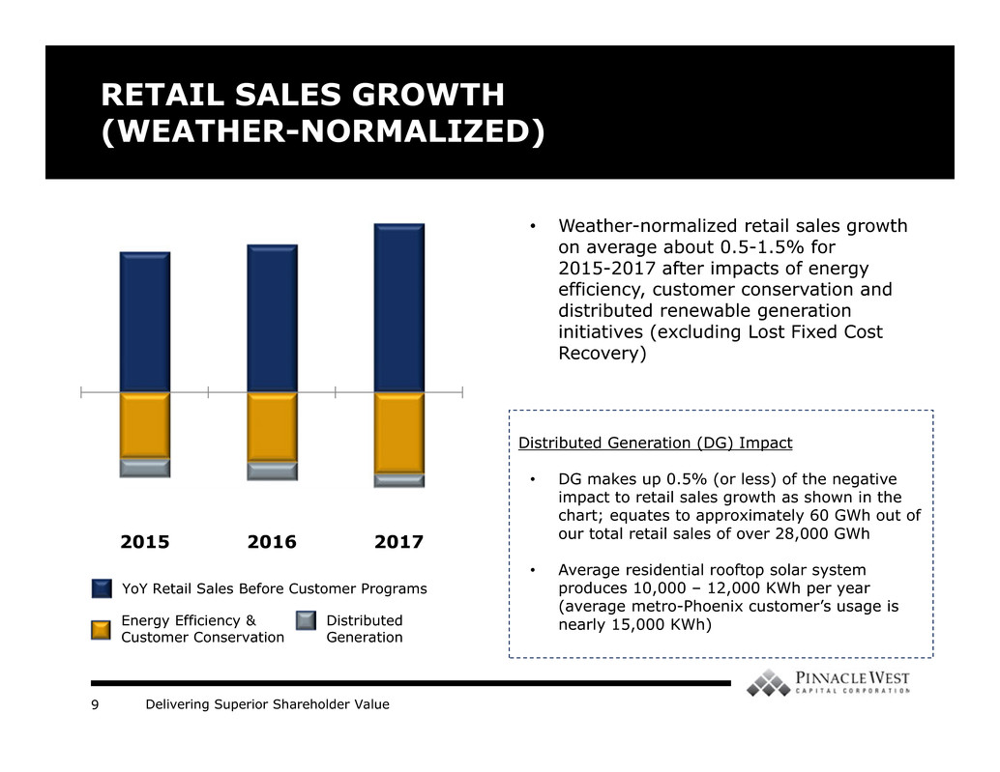 RETAIL SALES GROWTH
(WEATHER-NORMALIZED)
2015
2016
2017
YoY Retail Sales Before Customer Programs
Energy Efficiency &
Customer Conservation
Distributed
Generation
• Weather-normalized retail sales growth
on average about 0.5-1.5% for
2015-2017 after impacts of energy
efficiency, customer conservation and
distributed renewable generation
initiatives (excluding Lost Fixed Cost
Recovery)
Distributed Generation (DG) Impact
• DG makes up 0.5% (or less) of the negative
impact to retail sales growth as shown in the
chart; equates to approximately 60 GWh out of
our total retail sales of over 28,000 GWh
• Average residential rooftop solar system
produces 10,000 – 12,000 KWh per year
(average metro-Phoenix customer’s usage is
nearly 15,000 KWh)
PINNACLE WEST
CAPITAL CORPORATION
9 Delivering Superior Shareholder Value